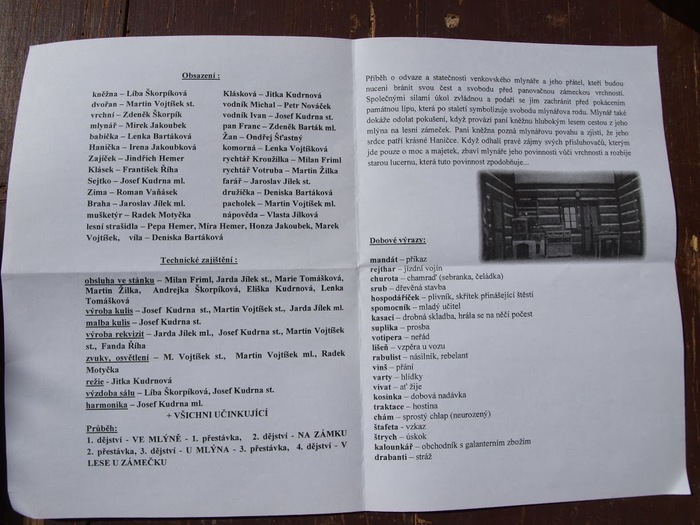 Obsazení :
kněžna – Líba Škorpíková
dvořan – Martin Vojtíšek st.
vrchní – Zdeněk Škorpík
mlynář – Mirek Jakoubek
babička – Lenka Bartáková
Hanička – Irena Jakoubková
Zajíček – Jindřich Hemer
Klásek – František Říha
Sejtko – Josef Kudrna ml.
Zima – Roman Vaňásek
Braha – Jaroslav Jílek ml.
mušketýr – Radek Motyčka
Klásková – Jitka Kudrnová
vodník Michal – Petr Nováček
vodník Ivan – Josef Kudrna st.
pan Franc – Zdeněk Barták ml.
Žan – Ondřej Šťastný
komorná – Lenka Vojtíšková
rychtář Kroužilka – Milan Friml
rychtář Votruba – Martin Žilka
farář – Jaroslav Jílek st.
družička – Deniska Bartáková
pacholek – Martin Vojtíšek ml.
nápověda – Vlasta Jílková
lesní strašidla – Pepa Hemer, Míra Hemer, Honza Jakoubek, Marek
Vojtíšek, víla – Deniska Bartáková
Technické zajištění :
obsluha ve stánku – Milan Friml, Jarda Jílek st., Marie Tomášková,
Martin Žilka, Andrejka Škorpíková, Eliška Kudrnová, Lenka
Tomášková
výroba kulis – Josef Kudrna st., Martin Vojtíšek st., Jarda Jílek ml.
malba kulis – Josef Kudrna st.
výroba rekvizit – Jarda Jílek ml., Josef Kudrna st., Martin Vojtíšek
st., Fanda Říha
zvuky, osvětlení – M. Vojtíšek st., Martin Vojtíšek ml., Radek
Motyčka
režie - Jitka Kudrnová
výzdoba sálu – Líba Škorpíková, Josef Kudrna st.
harmonika – Josef Kudrna ml.
+ VŠICHNI UČINKUJÍCÍ
Průběh:
1. dějství - VE MLÝNĚ - 1. přestávka, 2. dějství - NA ZÁMKU
2. přestávka, 3. dějství - U MLÝNA - 3. přestávka, 4. dějství - V
LESE U ZÁMEČKU
Příběh o odvaze a statečnosti venkovského mlynáře a jeho přátel, kteří budou
nuceni bránit svou čest a svobodu před panovačnou zámeckou vrchností.
Společnými silami úkol zvládnou a podaří se jim zachránit před pokácením
památnou lípu, která po staletí symbolizuje svobodu mlynářova rodu. Mlynář také
dokáže odolat pokušení, když provází paní kněžnu hlubokým lesem cestou z jeho
mlýna na lesní zámeček. Paní kněžna pozná mlynářovu povahu a zjistí, že jeho
srdce patří krásné Haničce. Když odhalí pravé zájmy svých přisluhovačů, kterým
jde pouze o moc a majetek, zbaví mlynáře jeho povinnosti vůči vrchnosti a rozbije
starou lucernu, která tuto povinnost zpodobňuje...
Dobové výrazy:
mandát – příkaz
rejthar – jízdní vojín
churota – chamraď (sebranka, čeládka)
srub – dřevěná stavba
hospodáříček – plivník, skřítek přinášející štěstí
spomocník – mladý učitel
kasací – drobná skladba, hrála se na něčí počest
suplika – prosba
votipera – neřád
líšeň – vzpěra u vozu
rabulist – násilník, rebelant
vinš – přání
varty – hlídky
vivat – ať žije
kosinka – dobová nadávka
traktace – hostina
chám – sprostý chlap (neurozený)
štafeta - vzkaz
štrych – úskok
kalounkář – obchodník s galanterním zbožím
drabanti – stráž